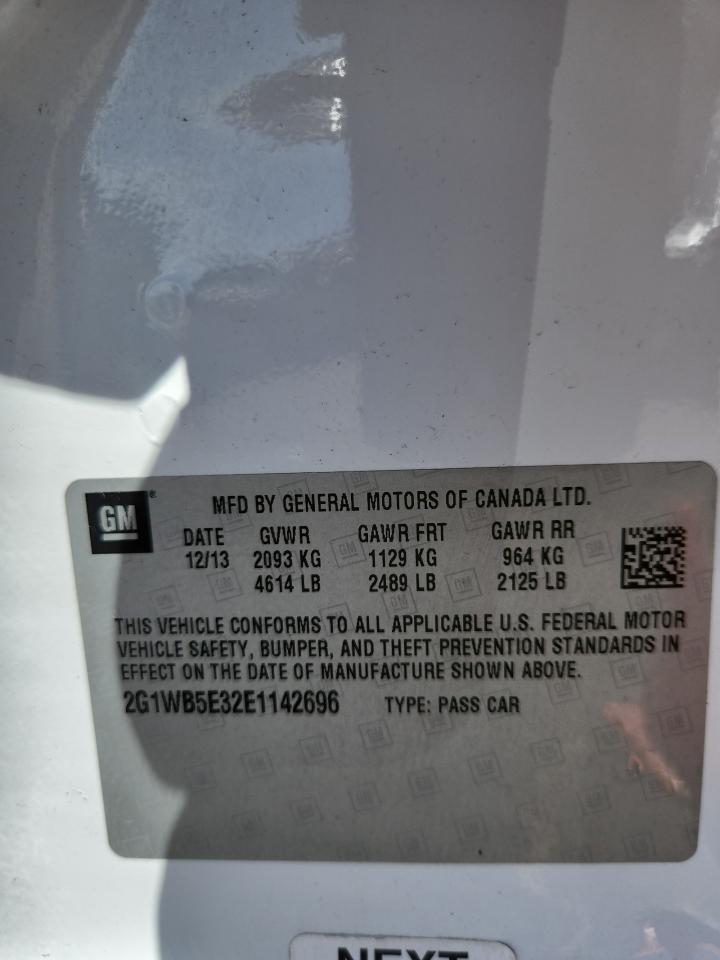 GM ®
MFD BY GENERAL MOTORS OF CANADA LTD.
DATE GVWR GAWR FRT GAWR RR
12/13 2093 KG 1129 KG 964 KG
4614 LB 2489 LB 2125 LB
THIS VEHICLE CONFORMS TO ALL APPLICABLE U.S. FEDERAL MOTOR
VEHICLE SAFETY, BUMPER, AND THEFT PREVENTION STANDARDS IN
EFFECT ON THE DATE OF MANUFACTURE SHOWN ABOVE.
2G1WB5E32E1142696 TYPE: PASS CAR
NEXT